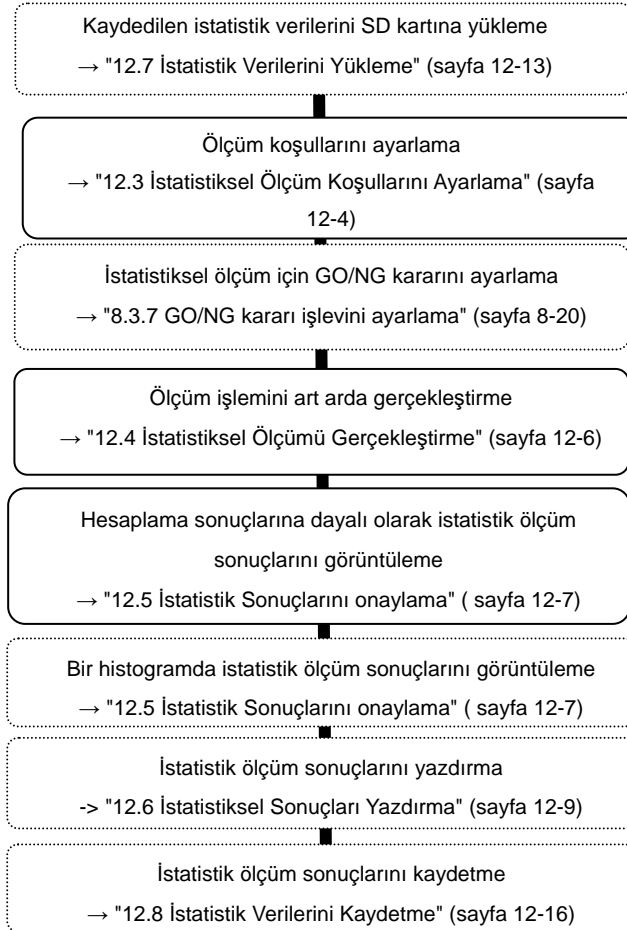 Kaydedilen istatistik verilerini SD kartına yükleme
→ "12.7 İstatistik Verilerini Yükleme" (sayfa 12-13)
Ölçüm koşullarını ayarlama
→ "12.3 İstatistiksel Ölçüm Koşullarını Ayarlama" (sayfa
12-4)
İstatistiksel ölçüm için GO/NG kararını ayarlama
→ "8.3.7 GO/NG kararı işlevini ayarlama" (sayfa 8-20)
Ölçüm işlemini art arda gerçekleştirme
→ "12.4 İstatistiksel Ölçümü Gerçekleştirme" (sayfa 12-6)
Hesaplama sonuçlarına dayalı olarak istatistik ölçüm
sonuçlarını görüntüleme
→ "12.5 İstatistik Sonuçlarını onaylama" ( sayfa 12-7)
Bir histogramda istatistik ölçüm sonuçlarını görüntüleme
→ "12.5 İstatistik Sonuçlarını onaylama" ( sayfa 12-7)
İstatistik ölçüm sonuçlarını yazdırma
-> "12.6 İstatistiksel Sonuçları Yazdırma" (sayfa 12-9)
İstatistik ölçüm sonuçlarını kaydetme
→ "12.8 İstatistik Verilerini Kaydetme" (sayfa 12-16)